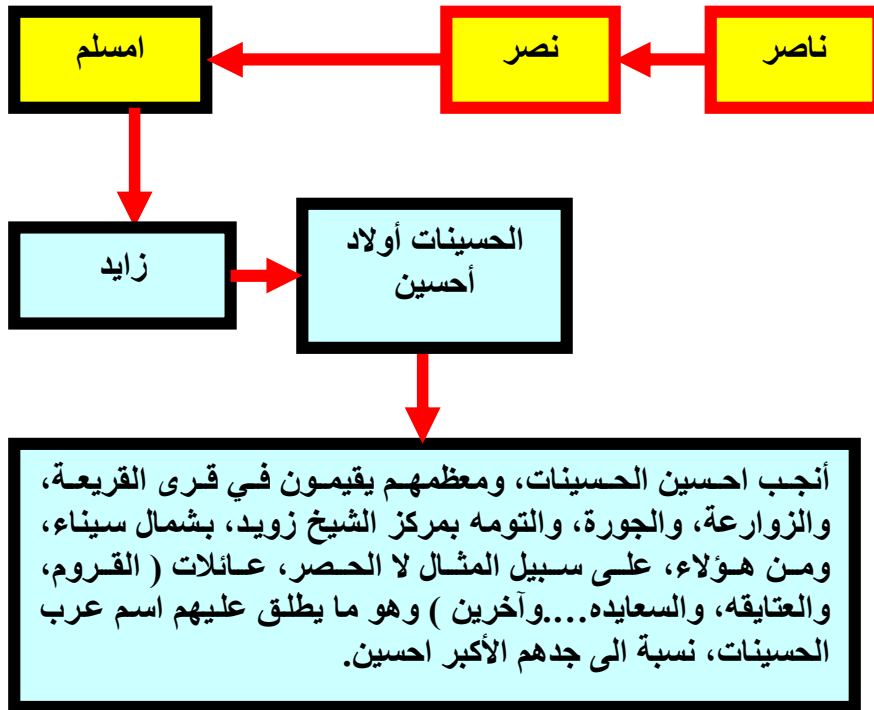 ناصر
نصر
امسلم
زايد
الحسينات أولاد
أحسين
أنجب احسين الحسينات، ومعظمهم يقيمون في قرى القريعة،
والزوارعة، والجورة، والتومه بمركز الشيخ زويد، بشمال سيناء،
ومن هؤلاء، على سبيل المثال لا الحصر، عائلات ( القروم،
والعتايقه، والسعايده....وآخرين ) وهو ما يطلق عليهم اسم عرب
الحسينات، نسبة الى جدهم الأكبر احسين.